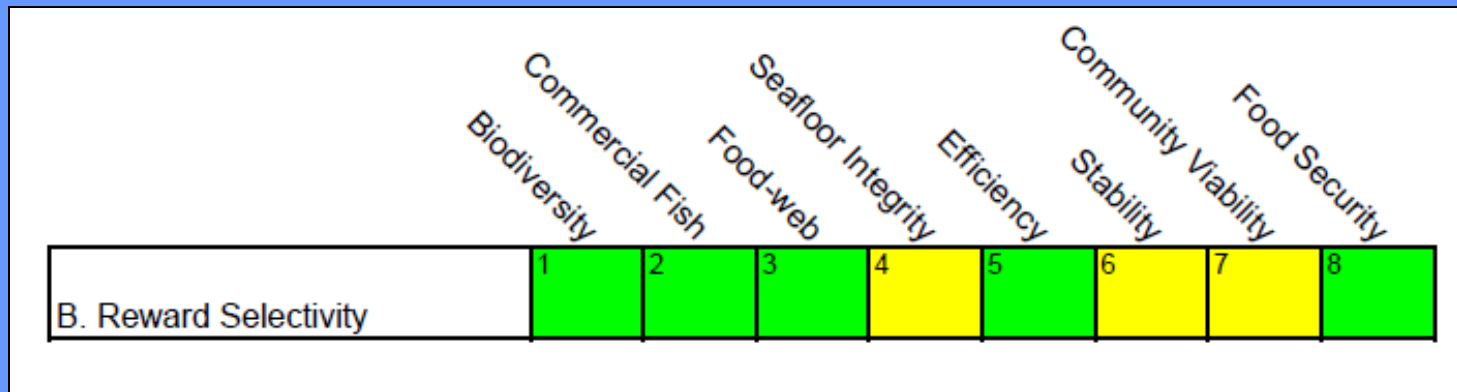 Biodiversity
Commercial Fish
Food-web
Seafloor Integrity
Efficiency
Stability
Community Viability
Food Security
B. Reward Selectivity
1
2
3
4
5
6
7
8